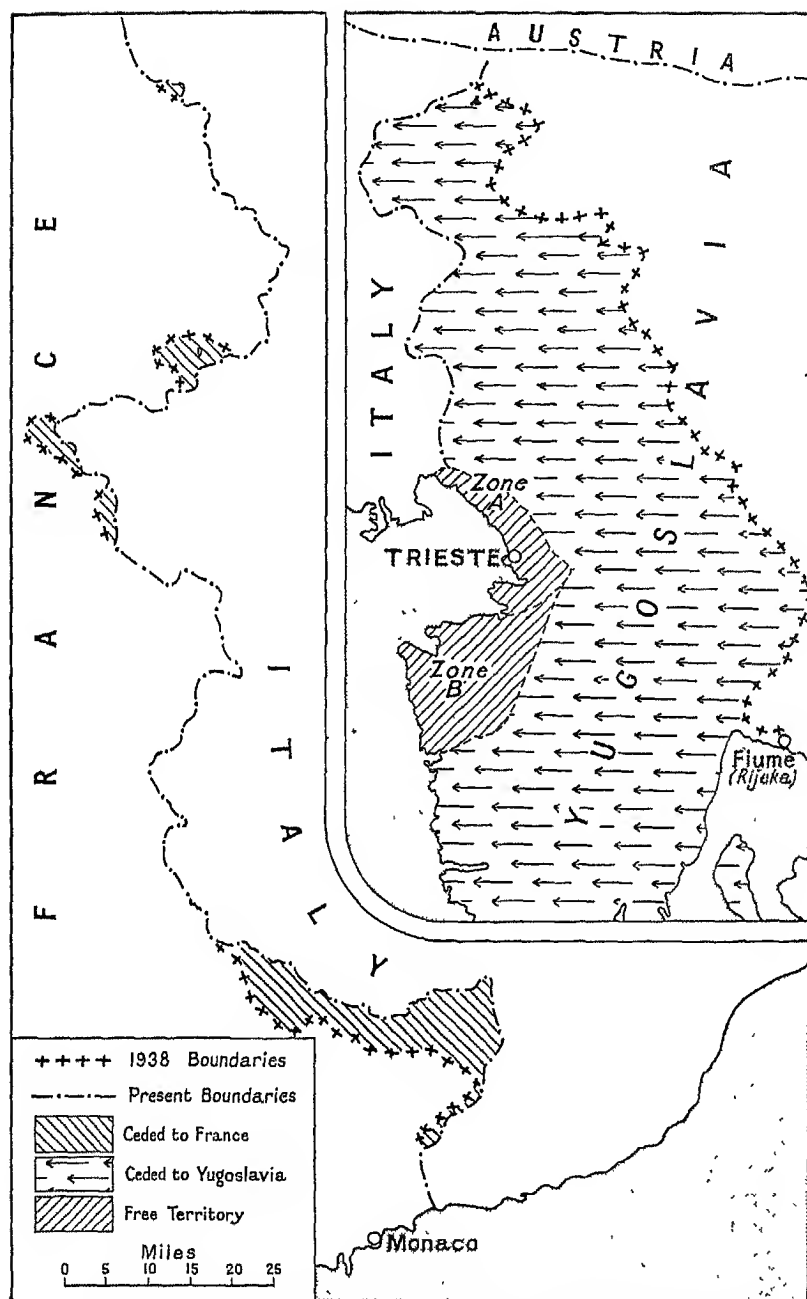 AUSTRIA
FRANCE
ITALY
YUGOSLAVIA
ITALY
Zone
A
TRIESTE
Zone
B
Fiume
(Rijeka)
++++ 1938 Boundaries
Present Boundaries
Ceded to France
Ceded to Yugoslavia
Free Territory
Miles
0 5 10 15 20 25
Monaco